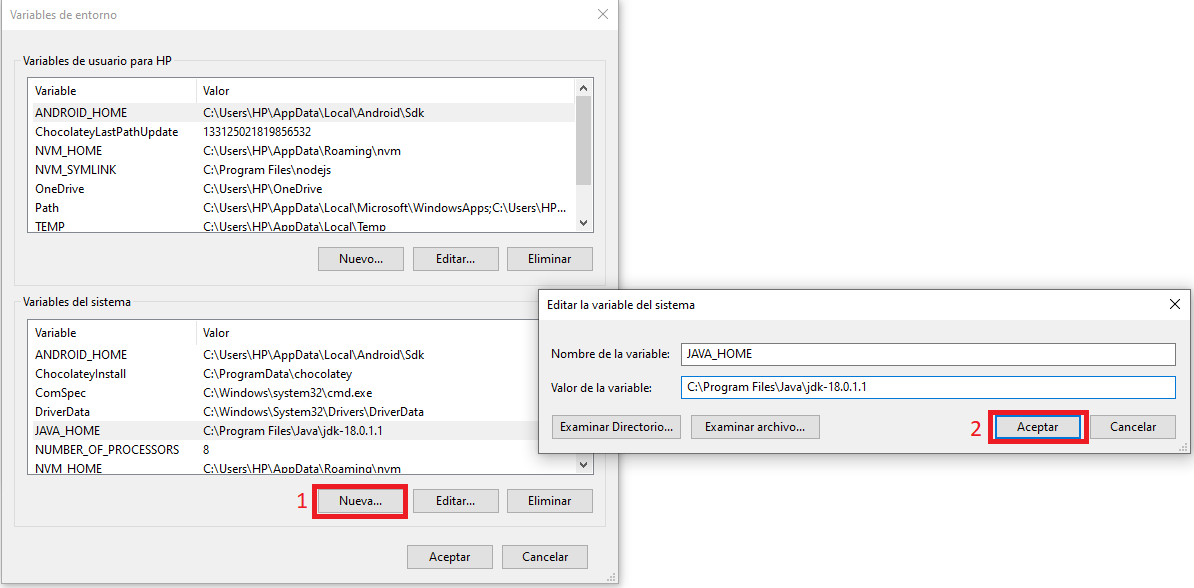 Variables de entorno
Variables de usuario para HP
Variable Valor
ANDROID_HOME C:\Users\HP\AppData\Local\Android\Sdk
ChocolateyLastPathUpdate 133125021819856532
NVM_HOME C:\Users\HP\AppData\Roaming\nvm
NVM_SYMLINK C:\Program Files\nodejs
OneDrive C:\Users\HP\OneDrive
Path C:\Users\HP\AppData\Local\Microsoft\WindowsApps;C:\Users\HP...
TEMP C:\Users\HP\AppData\Local\Temp
Nuevo... Editar... Eliminar
Variables del sistema
Variable Valor
ANDROID_HOME C:\Users\HP\AppData\Local\Android\Sdk
ChocolateyInstall C:\ProgramData\chocolatey
ComSpec C:\Windows\system32\cmd.exe
DriverData C:\Windows\System32\Drivers\DriverData
JAVA_HOME C:\Program Files\Java\jdk-18.0.1.1
NUMBER_OF_PROCESSORS 8
NVM_HOME C:\Users\HP\AppData\Roaming\nvm
1 Nueva... Editar... Eliminar
Aceptar Cancelar
Editar la variable del sistema
Nombre de la variable: JAVA_HOME
Valor de la variable: C:\Program Files\Java\jdk-18.0.1.1
Examinar Directorio... Examinar archivo... 2 Aceptar Cancelar